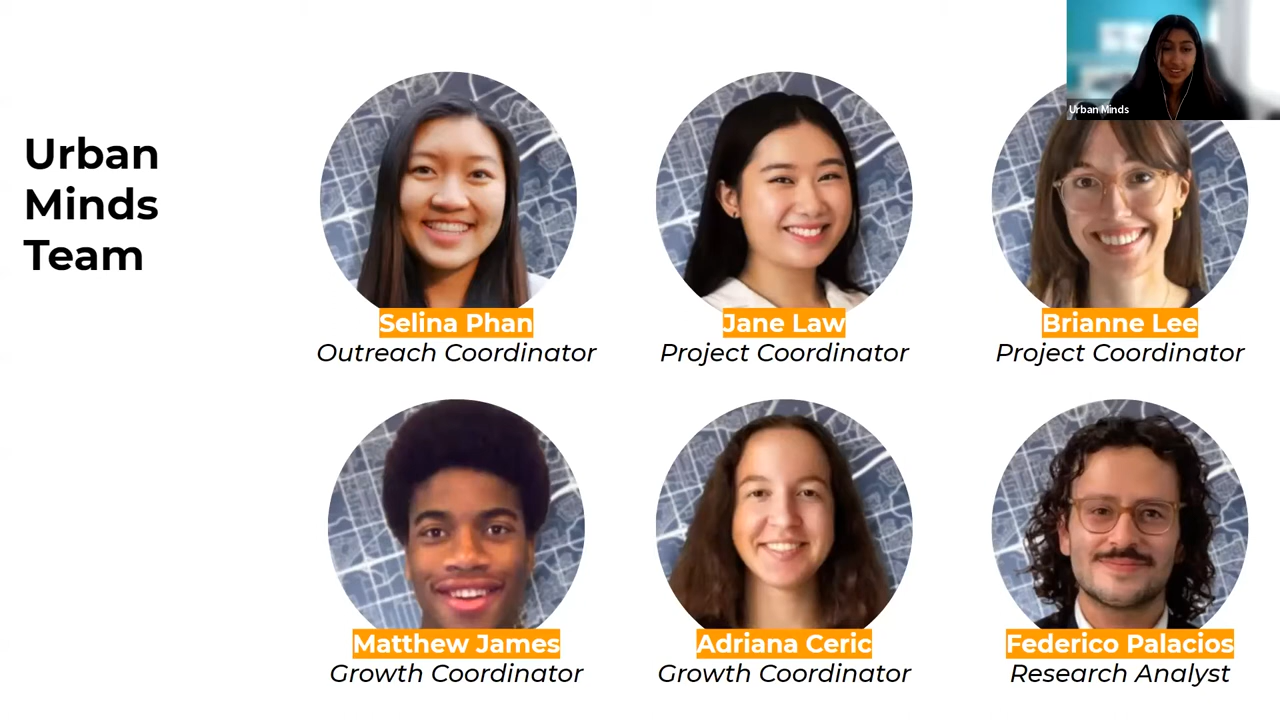 Urban Minds
Urban
Minds
Team
Selina Phan
Outreach Coordinator
Jane Law
Project Coordinator
Brianne Lee
Project Coordinator
Matthew James
Growth Coordinator
Adriana Ceric
Growth Coordinator
Federico Palacios
Research Analyst